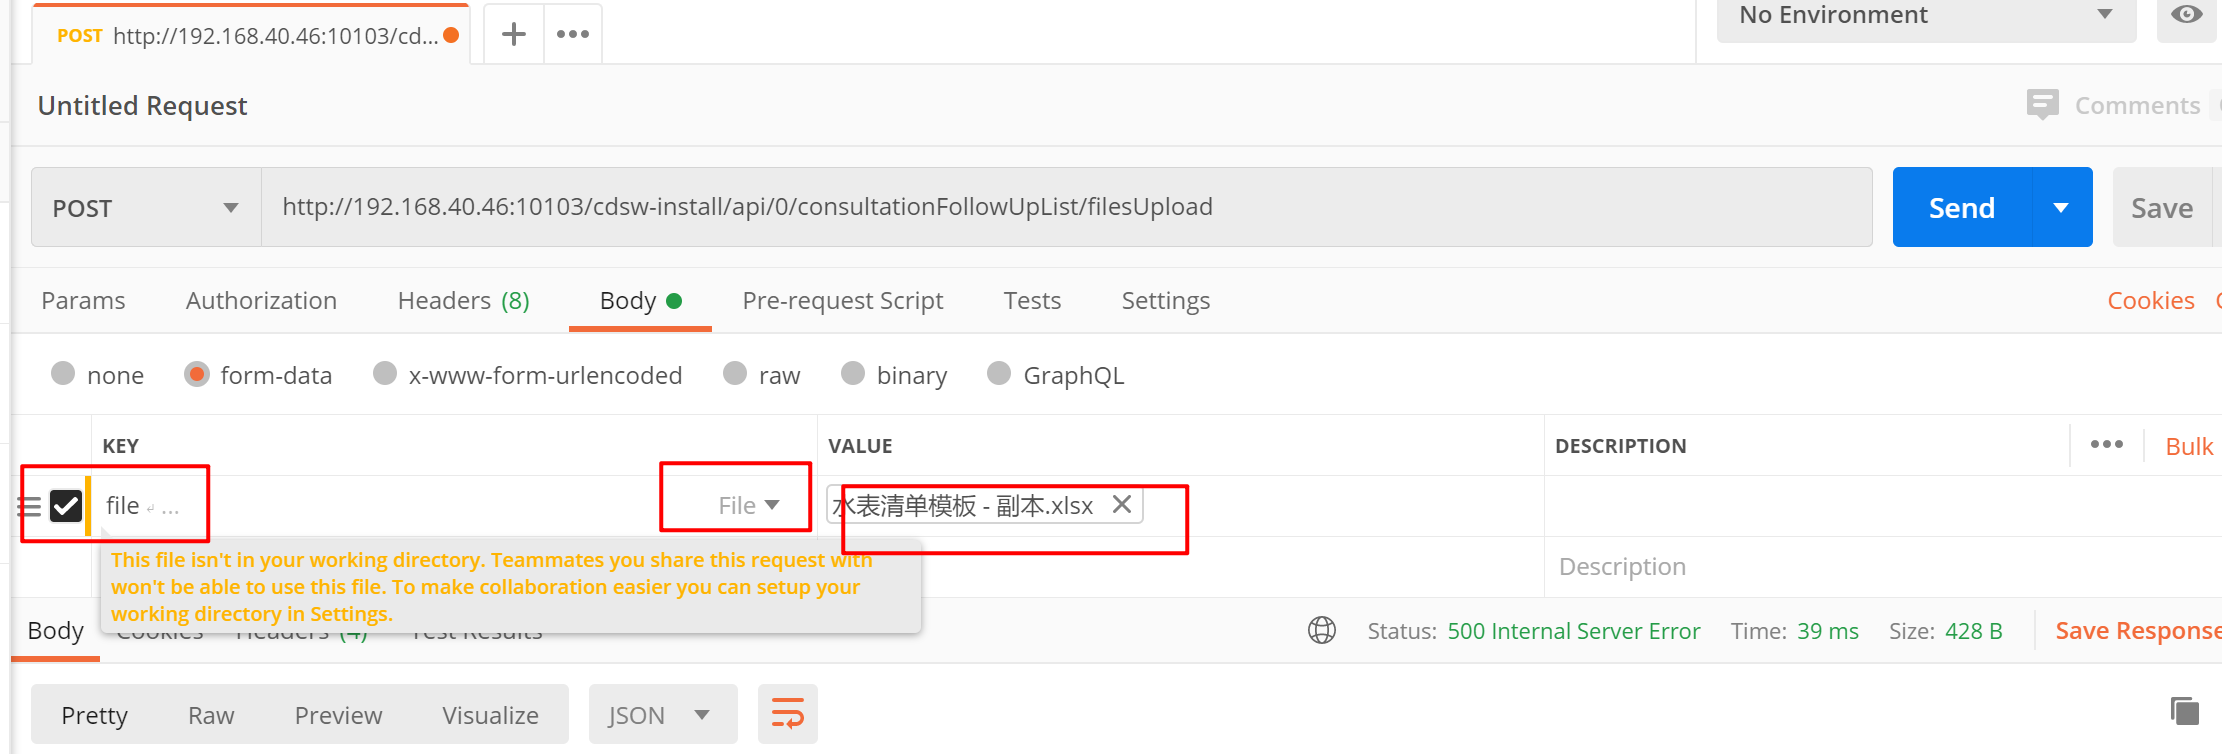 POST http://192.168.40.46:10103/cd...
No Environment
Untitled Request
Comments
POST http://192.168.40.46:10103/cdsw-install/api/0/consultationFollowUpList/filesUpload Send Save
Params Authorization Headers (8) Body Pre-request Script Tests Settings Cookies
none form-data x-www-form-urlencoded raw binary GraphQL
KEY VALUE DESCRIPTION ••• Bulk
file ↲ ... File 水表清单模板 - 副本.xlsx
This file isn't in your working directory. Teammates you share this request with
won't be able to use this file. To make collaboration easier you can setup your
working directory in Settings.
Description
Body Cookies Headers (4) Test Results Status: 500 Internal Server Error Time: 39 ms Size: 428 B Save Response
Pretty Raw Preview Visualize JSON